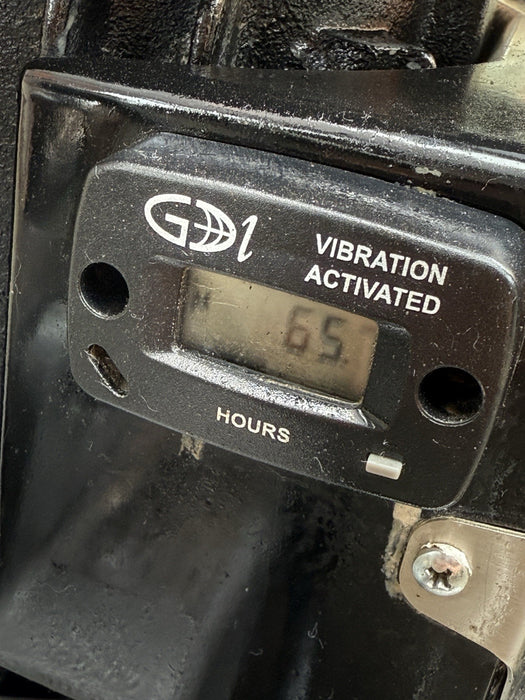 GDI
VIBRATION
ACTIVATED
65
HOURS